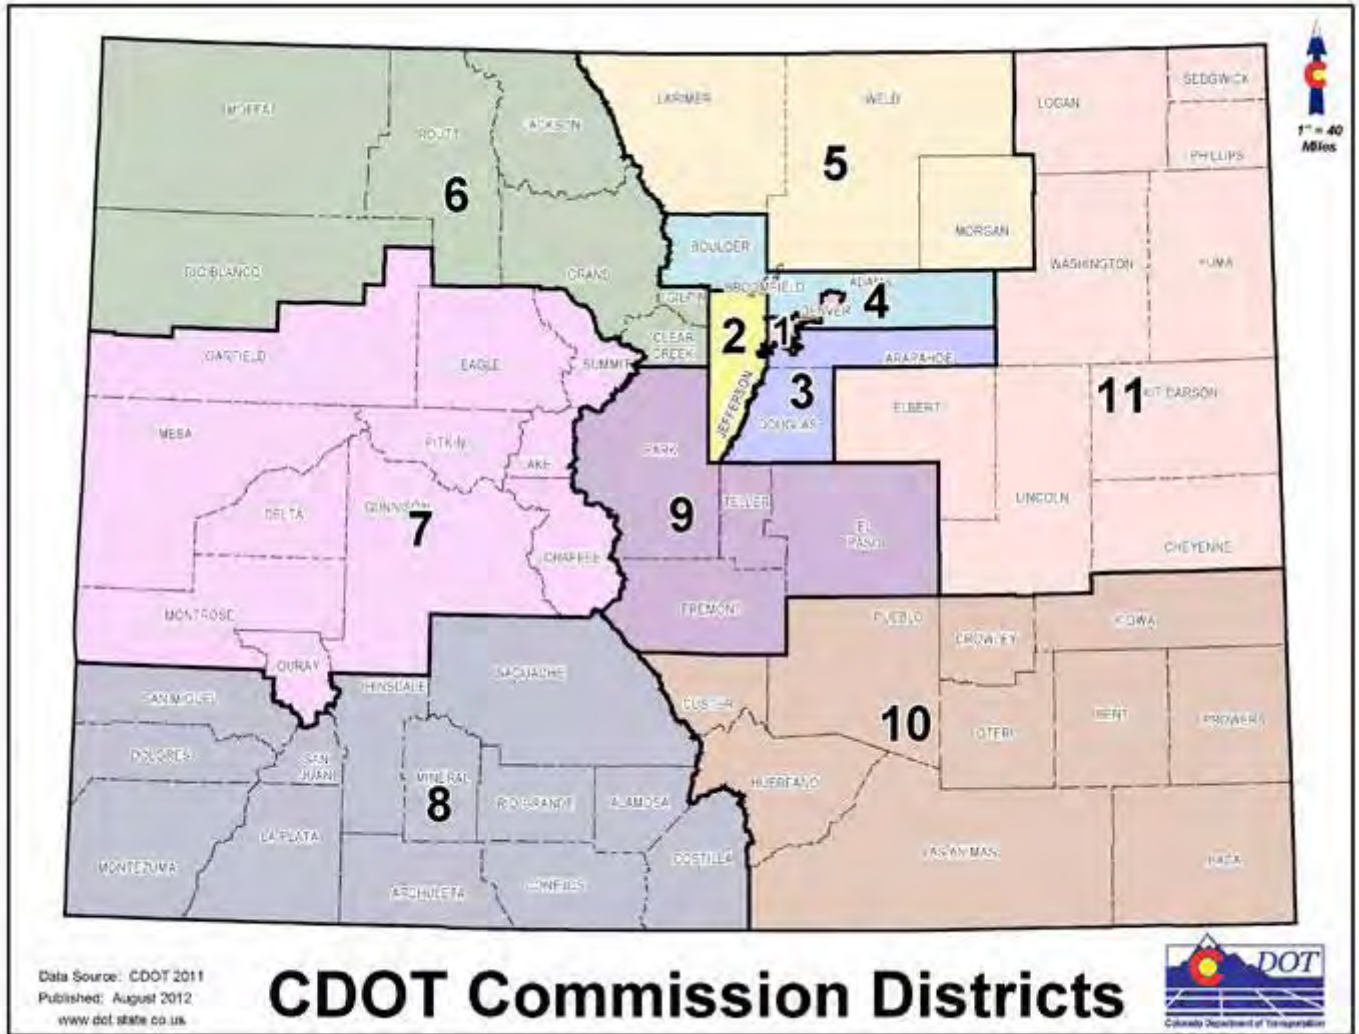 MOFFAT
ROUTT
JACKSON
LARIMER
WELD
LOGAN
SEDGWICK
PHILLIPS
1" = 40
Miles
6
5
RIO BLANCO
GRAND
BOULDER
MORGAN
WASHINGTON
YUMA
GILPIN
BROOMFIELD
ADAMS
4
DENVER
2
1
CLEAR
CREEK
GARFIELD
EAGLE
SUMMIT
ARAPAHOE
JEFFERSON
3
DOUGLAS
ELBERT
11
KIT CARSON
MESA
PITKIN
LAKE
PARK
DELTA
GUNNISON
7
9
TELLER
EL
PASO
LINCOLN
CHAFFEE
CHEYENNE
MONTROSE
FREMONT
PUEBLO
CROWLEY
KIOWA
OURAY
SAN MIGUEL
HINSDALE
SAGUACHE
CUSTER
10
OTERO
BENT
PROWERS
DOLORES
SAN
JUAN
MINERAL
8
RIO GRANDE
ALAMOSA
HUERFANO
MONTEZUMA
LA PLATA
ARCHULETA
CONEJOS
COSTILLA
LAS ANIMAS
BACA
Data Source: CDOT 2011
Published: August 2012
www.dot.state.co.us
CDOT Commission Districts
DOT
Colorado Department of Transportation